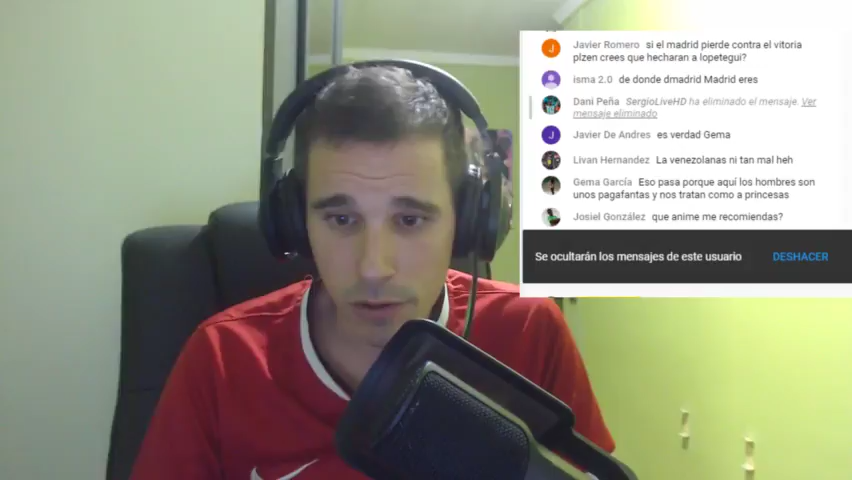 Javier Romero si el madrid pierde contra el vitoria
plzen crees que hecharan a lopetegui?
isma 2.0 de donde dmadrid Madrid eres
Dani Peña SergioLiveHD ha eliminado el mensaje. Ver
mensaje eliminado
Javier De Andres es verdad Gema
Livan Hernandez La venezolanas ni tan mal heh
Gema García Eso pasa porque aquí los hombres son
unos pagafantas y nos tratan como a princesas
Josiel González que anime me recomiendas?
Se ocultarán los mensajes de este usuario DESHACER